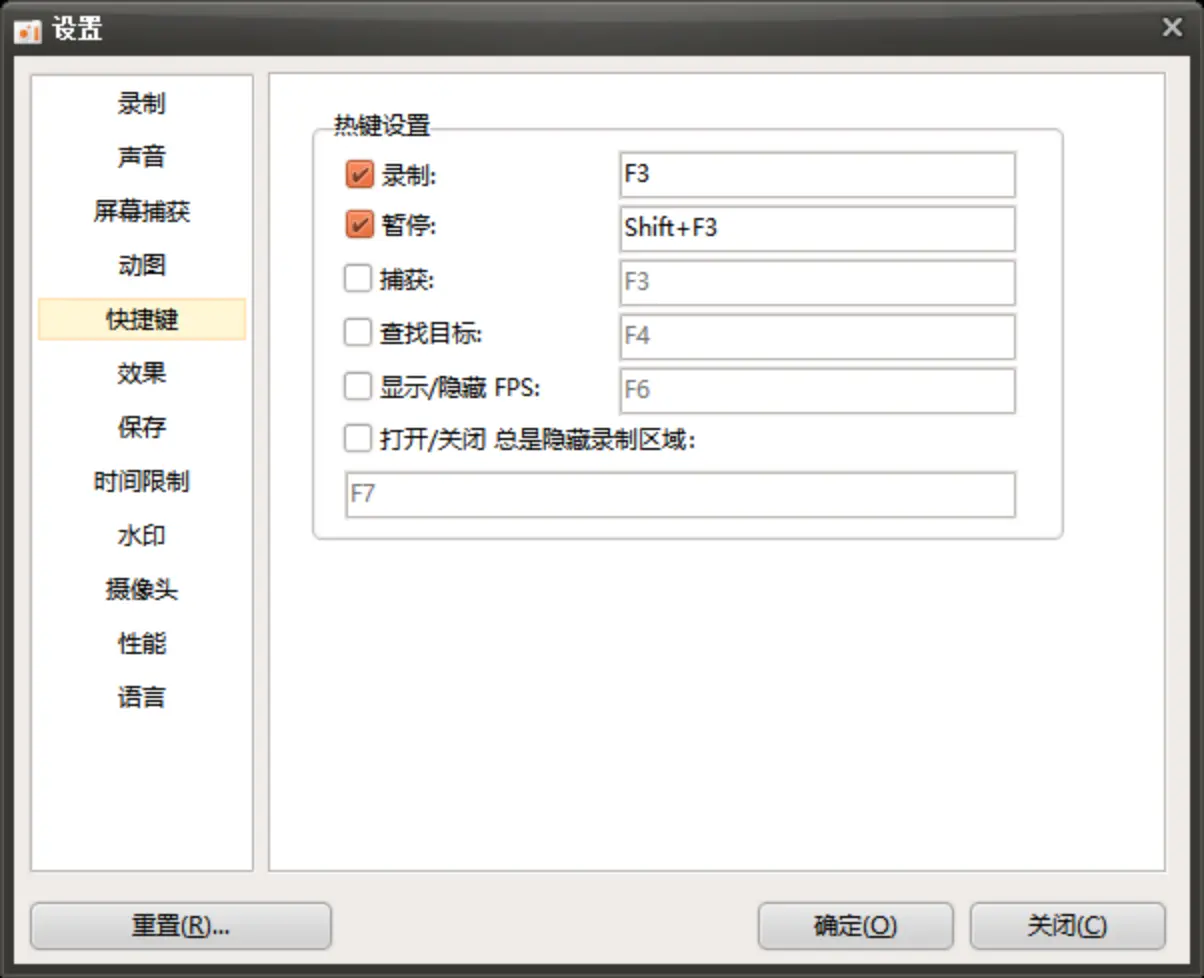 设置
录制
声音
屏幕捕获
动图
快捷键
效果
保存
时间限制
水印
摄像头
性能
语言
热键设置
录制: F3
暂停: Shift+F3
捕获: F3
查找目标: F4
显示/隐藏 FPS: F6
打开/关闭 总是隐藏录制区域:
F7
重置(R)... 确定(O) 关闭(C)